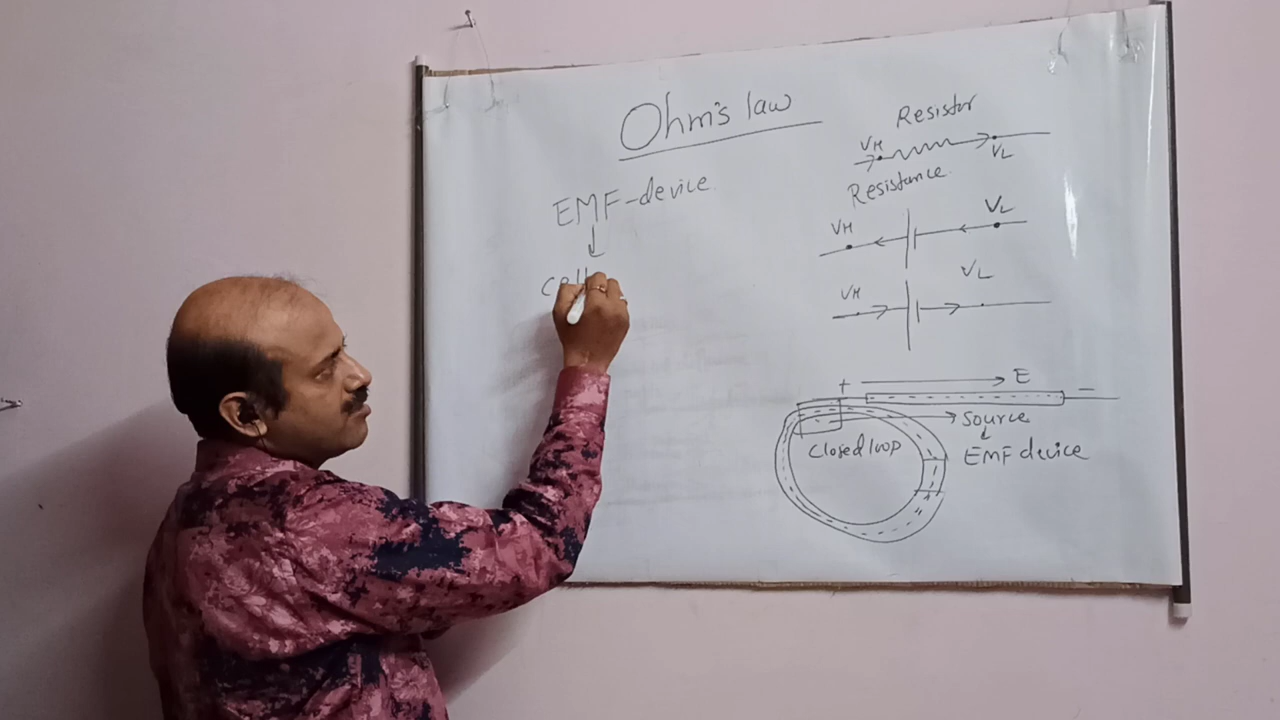 Ohm's law
EMF-device
↓
cell
Resistor
VH
VL
Resistance
VH
VL
VH
VL
+
E
-
Source
↓
EMF device
Closed loop